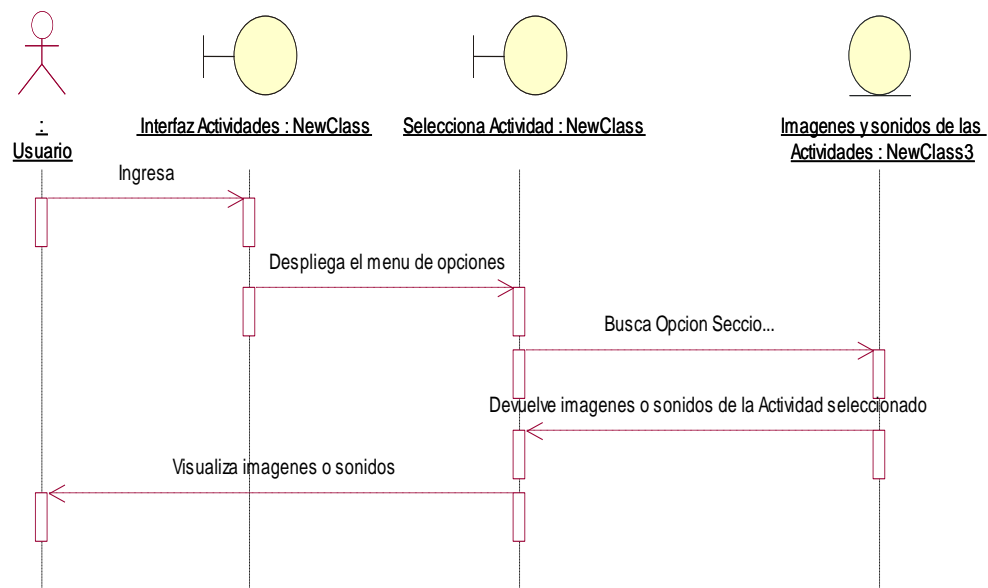 :
Usuario
Interfaz Actividades : NewClass
Selecciona Actividad : NewClass
Imagenes y sonidos de las
Actividades : NewClass3
Ingresa
Despliega el menu de opciones
Busca Opcion Seccio...
Devuelve imagenes o sonidos de la Actividad seleccionado
Visualiza imagenes o sonidos